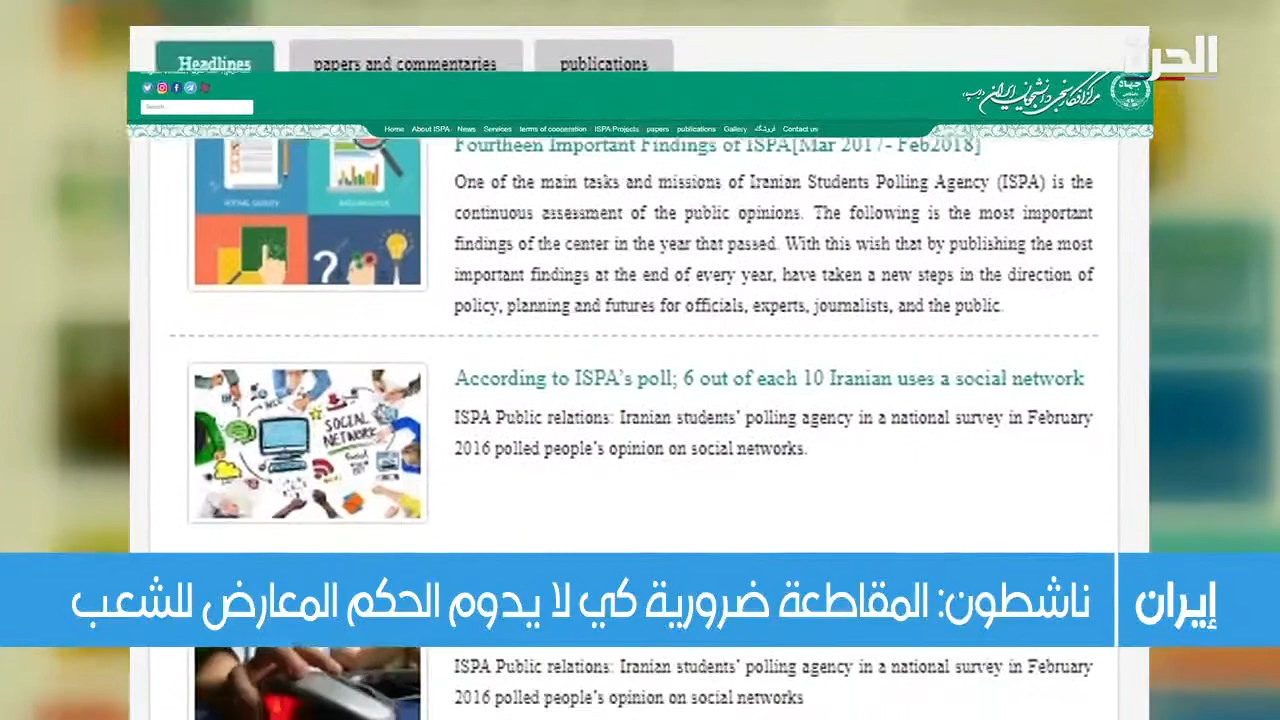 الحرة
Headlines
papers and commentaries
publications
Search
مرکز افکارسنجی دانشجویان ایران
Home About ISPA News Services terms of cooperation ISPA Projects papers publications Gallery فروشگاه Contact us
Fourtheen Important Findings of ISPA[Mar 2017- Feb2018]
One of the main tasks and missions of Iranian Students Polling Agency (ISPA) is the
continuous assessment of the public opinions. The following is the most important
findings of the center in the year that passed. With this wish that by publishing the most
important findings at the end of every year, have taken a new steps in the direction of
policy, planning and futures for officials, experts, journalists, and the public.
According to ISPA's poll; 6 out of each 10 Iranian uses a social network
ISPA Public relations: Iranian students' polling agency in a national survey in February
2016 polled people's opinion on social networks.
SOCIAL
NETWORK
إيران
ناشطون: المقاطعة ضرورية كي لا يدوم الحكم المعارض للشعب
ISPA Public relations: Iranian students' polling agency in a national survey in February
2016 polled people's opinion on social networks